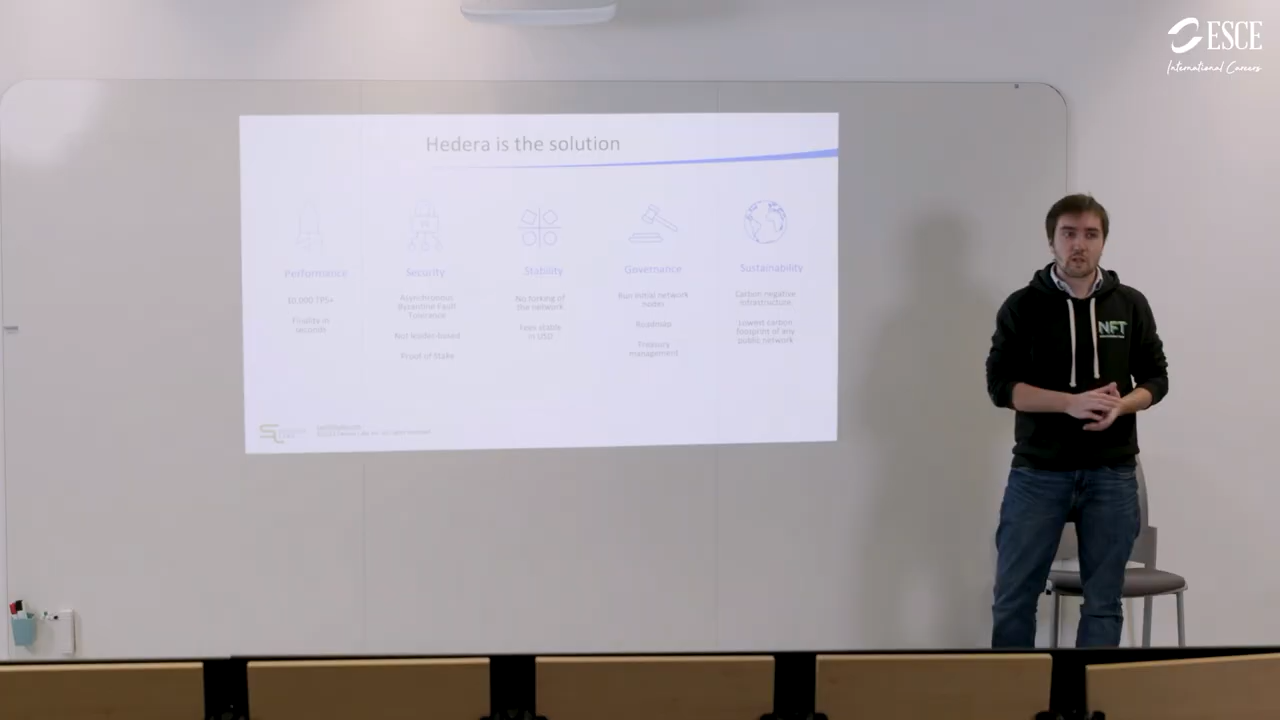 ESCE
International Careers
Hedera is the solution
Performance
Security
Stability
Governance
Sustainability
10,000 TPS+
Finality in
seconds
Asynchronous
Byzantine Fault
Tolerance
Not leader-based
Proof of Stake
No forking of
the network
Fees stable
in USD
Run initial network
nodes
Roadmap
Treasury
management
Carbon negative
infrastructure.
Lowest carbon
footprint of any
public network
NFT